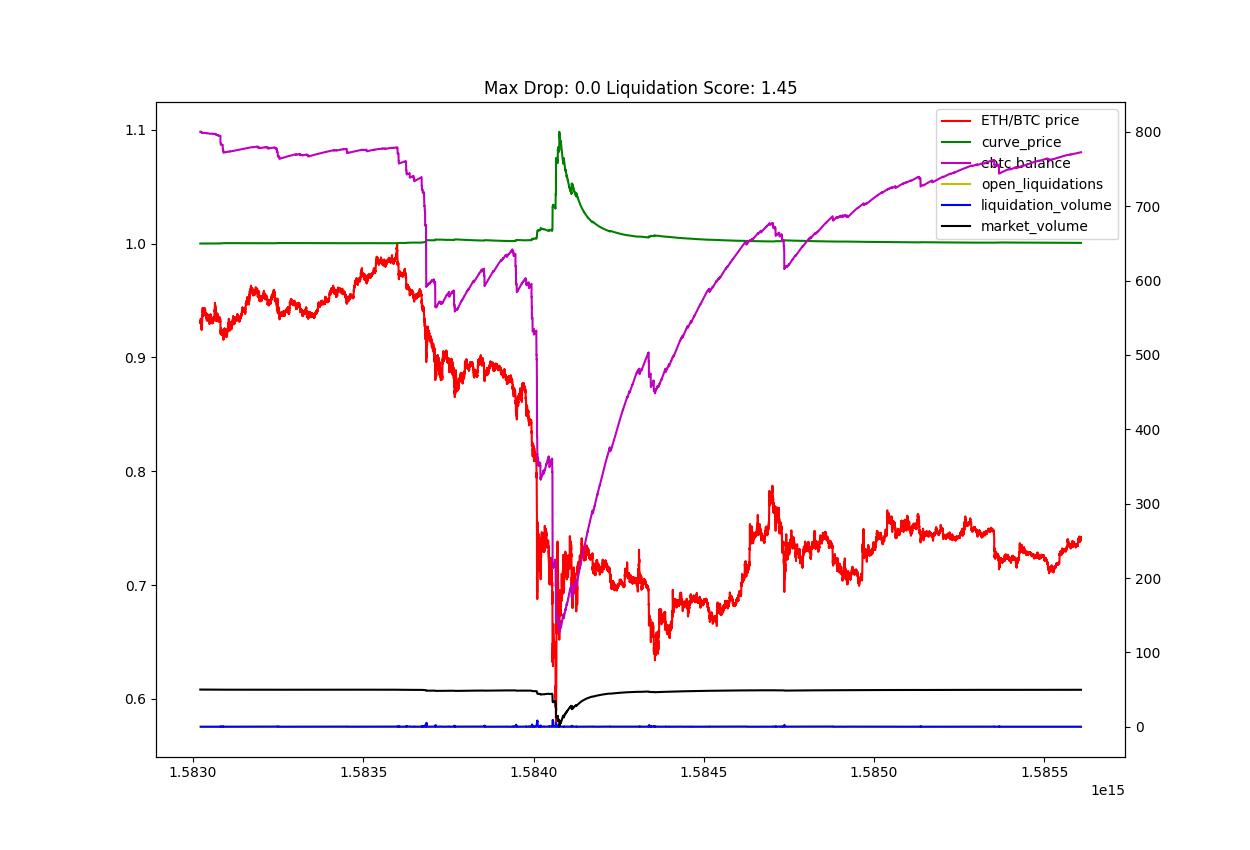 Max Drop: 0.0 Liquidation Score: 1.45
ETH/BTC price
curve_price
ebtc balance
open_liquidations
liquidation_volume
market_volume
1.1
1.0
0.9
0.8
0.7
0.6
800
700
600
500
400
300
200
100
0
1.5830 1.5835 1.5840 1.5845 1.5850 1.5855
1e15